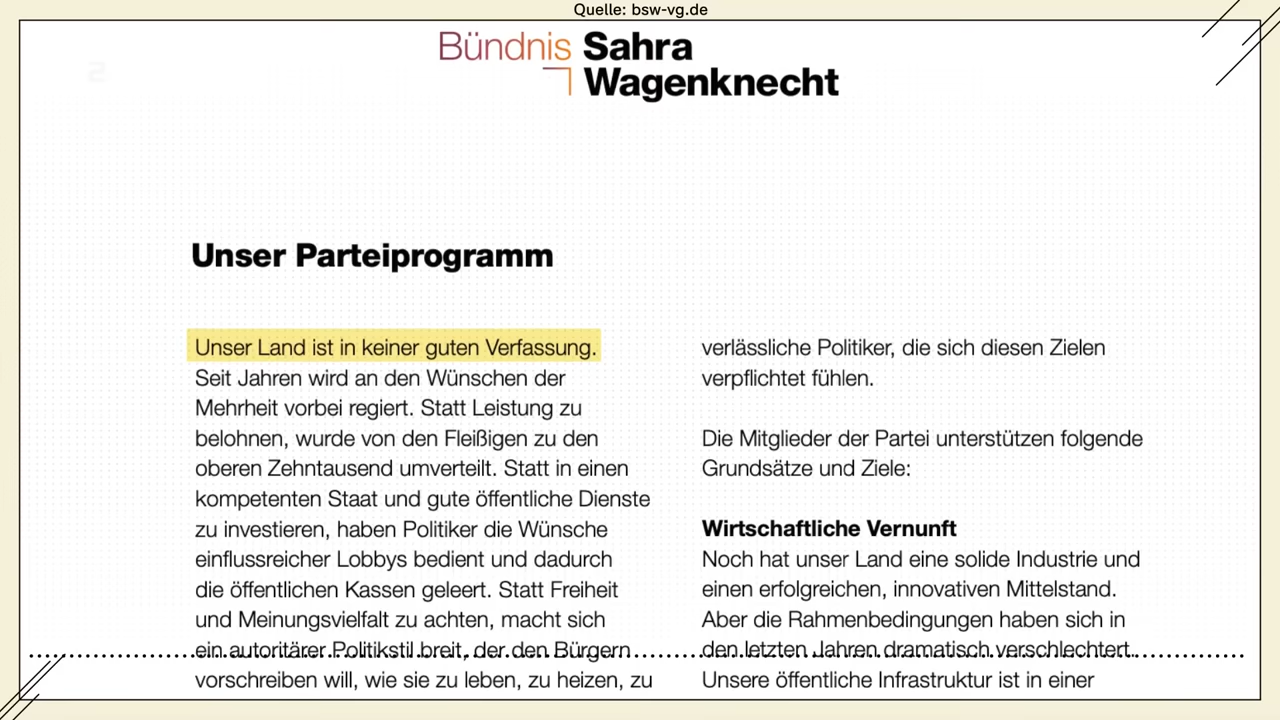 Quelle: bsw-vg.de
Bündnis Sahra
Wagenknecht
2
Unser Parteiprogramm
Unser Land ist in keiner guten Verfassung.
Seit Jahren wird an den Wünschen der
Mehrheit vorbei regiert. Statt Leistung zu
belohnen, wurde von den Fleißigen zu den
oberen Zehntausend umverteilt. Statt in einen
kompetenten Staat und gute öffentliche Dienste
zu investieren, haben Politiker die Wünsche
einflussreicher Lobbys bedient und dadurch
die öffentlichen Kassen geleert. Statt Freiheit
und Meinungsvielfalt zu achten, macht sich
ein autoritärer Politikstil breit, der den Bürgern
vorschreiben will, wie sie zu leben, zu heizen, zu
verlässliche Politiker, die sich diesen Zielen
verpflichtet fühlen.
Die Mitglieder der Partei unterstützen folgende
Grundsätze und Ziele:
Wirtschaftliche Vernunft
Noch hat unser Land eine solide Industrie und
einen erfolgreichen, innovativen Mittelstand.
Aber die Rahmenbedingungen haben sich in
den letzten Jahren dramatisch verschlechtert.
Unsere öffentliche Infrastruktur ist in einer